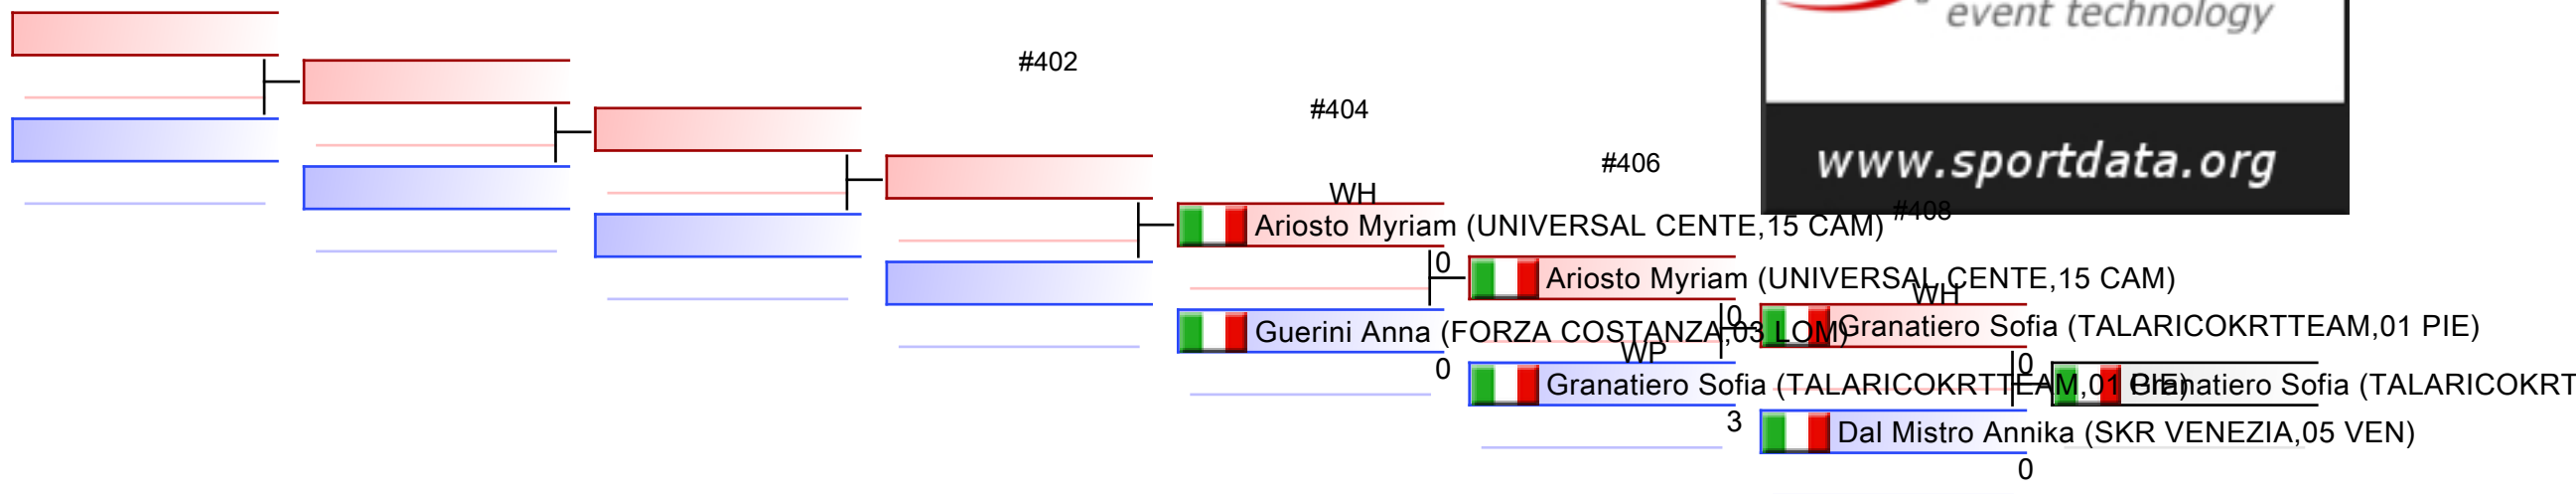 event technology
#402
#404
#406
www.sportdata.org
WH
#408
Ariosto Myriam (UNIVERSAL CENTE,15 CAM)
0
Ariosto Myriam (UNIVERSAL CENTE,15 CAM)
WH
0
Guerini Anna (FORZA COSTANZA,03 LOM)
Granatiero Sofia (TALARICOKRTTEAM,01 PIE)
WP
0
0
Granatiero Sofia (TALARICOKRTTEAM,01 PIE)
Granatiero Sofia (TALARICOKRT
3
Dal Mistro Annika (SKR VENEZIA,05 VEN)
0